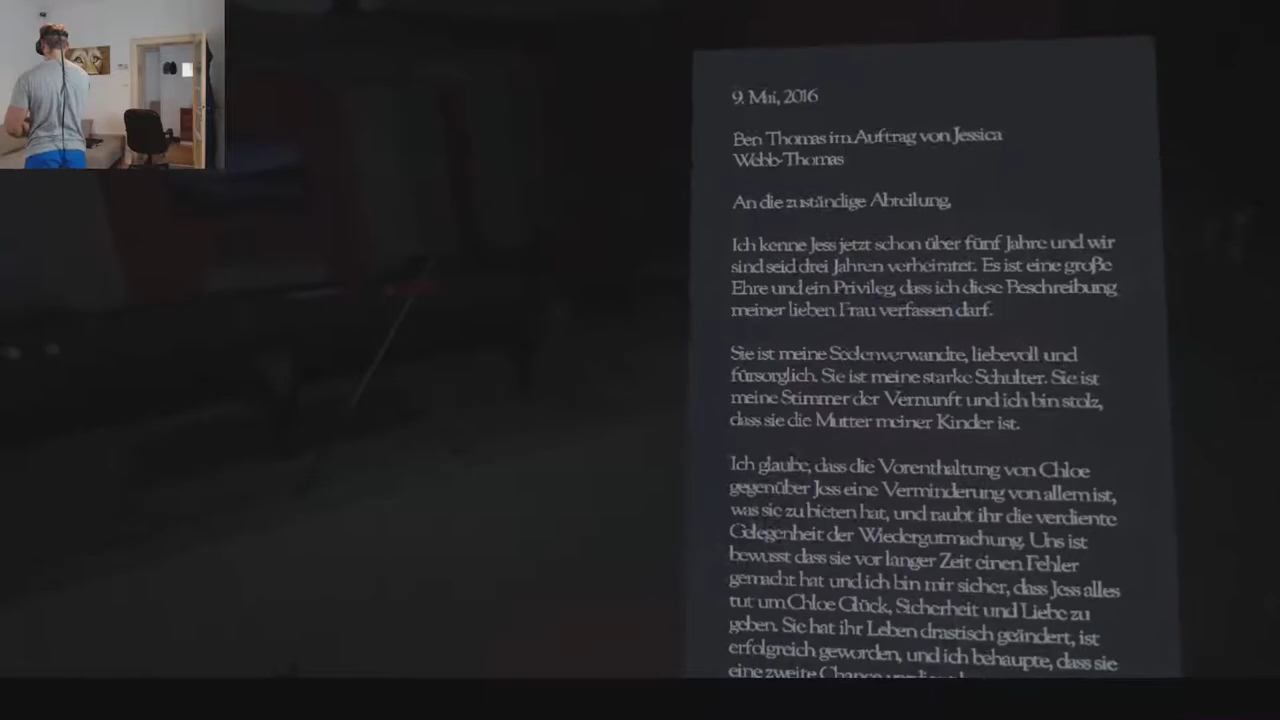 9. Mai, 2016
Ben Thomas im Auftrag von Jessica
Webb-Thomas
An die zuständige Abteilung,
Ich kenne Jess jetzt schon über fünf Jahre und wir
sind seid drei Jahren verheiratet. Es ist eine große
Ehre und ein Privileg, dass ich diese Beschreibung
meiner lieben Frau verfassen darf.
Sie ist meine Seelenverwandte, liebevoll und
fürsorglich. Sie ist meine starke Schulter. Sie ist
meine Stimmer der Vernunft und ich bin stolz,
dass sie die Mutter meiner Kinder ist.
Ich glaube, dass die Vorenthaltung von Chloe
gegenüber Jess eine Verminderung von allem ist,
was sie zu bieten hat, und raubt ihr die verdiente
Gelegenheit der Wiedergutmachung. Uns ist
bewusst dass sie vor langer Zeit einen Fehler
gemacht hat und ich bin mir sicher, dass Jess alles
tut um Chloe Glück, Sicherheit und Liebe zu
geben. Sie hat ihr Leben drastisch geändert, ist
erfolgreich geworden, und ich behaupte, dass sie
eine zweite Chance